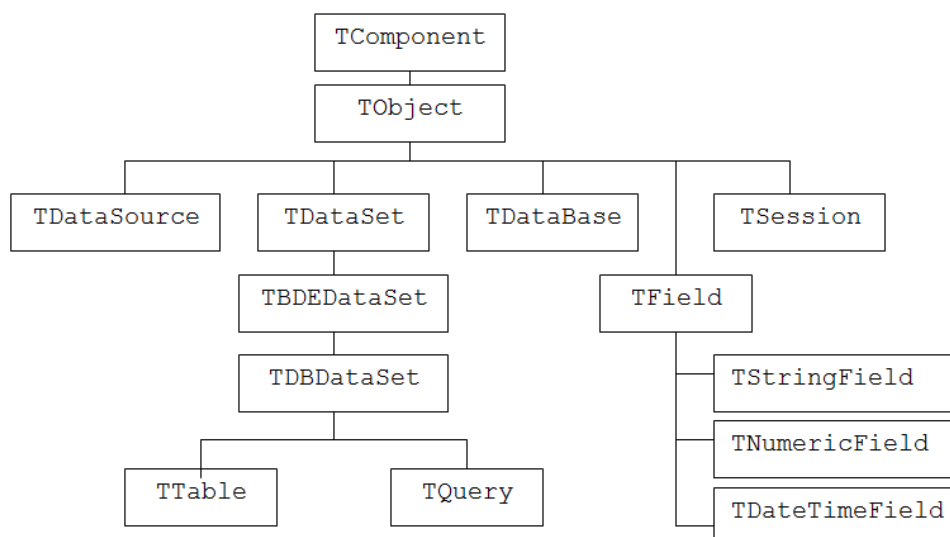 TComponent
TObject
TDataSource
TDataSet
TDataBase
TSession
TBDEDataSet
TField
TDBDataSet
TStringField
TNumericField
TTable
TQuery
TDateTimeField